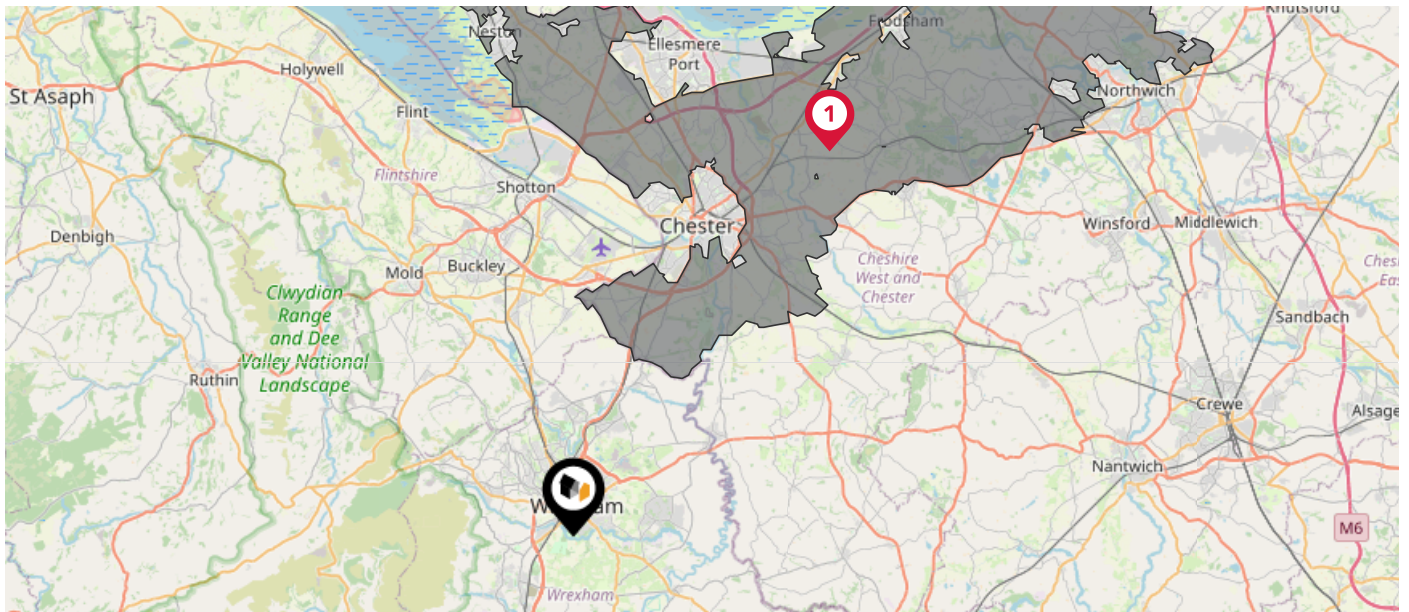 Knutsford
Neston
Frodsham
Ellesmere
Port
Holywell
St Asaph
Northwich
Flint
1
Flintshire
Shotton
Chester
Winsford
Middlewich
Denbigh
Mold
Buckley
Cheshire
West and
Chester
Clwydian
Range
and Dee
Valley National
Landscape
Sandbach
Ruthin
Crewe
Alsage
Nantwich
M6
Wrexham